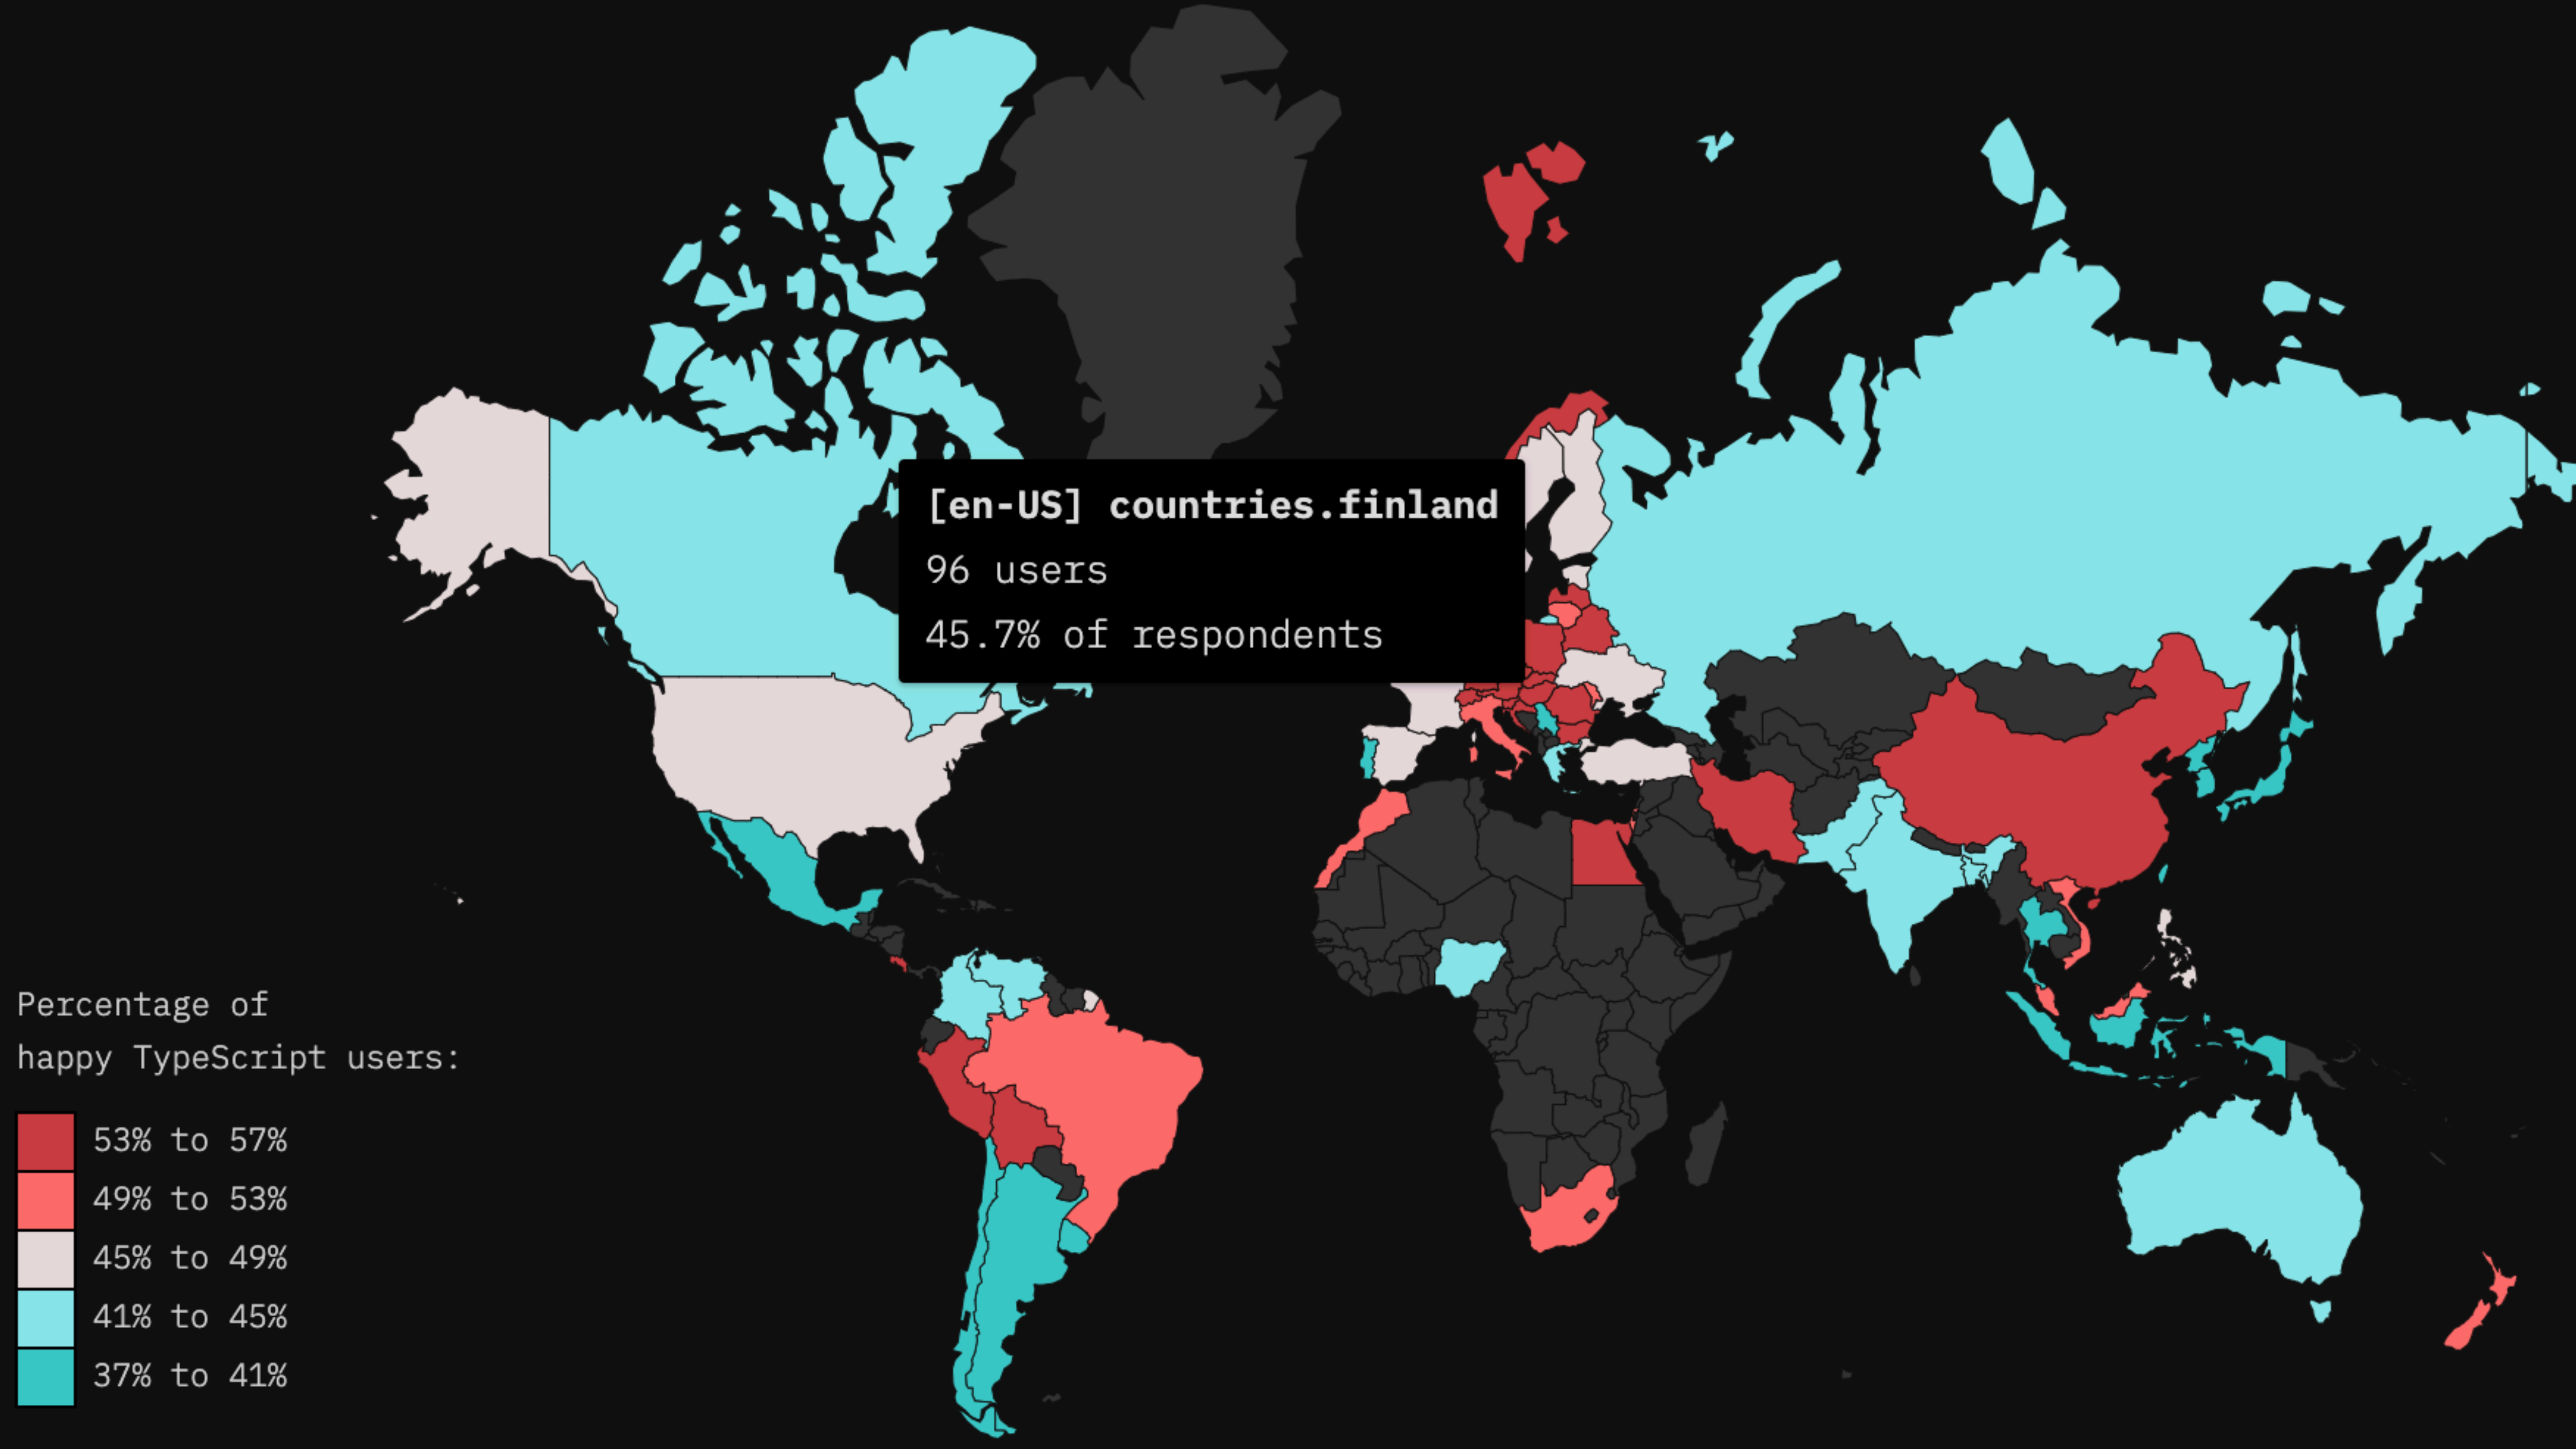 [en-US] countries.finland
96 users
45.7% of respondents
Percentage of
happy TypeScript users:
53% to 57%
49% to 53%
45% to 49%
41% to 45%
37% to 41%